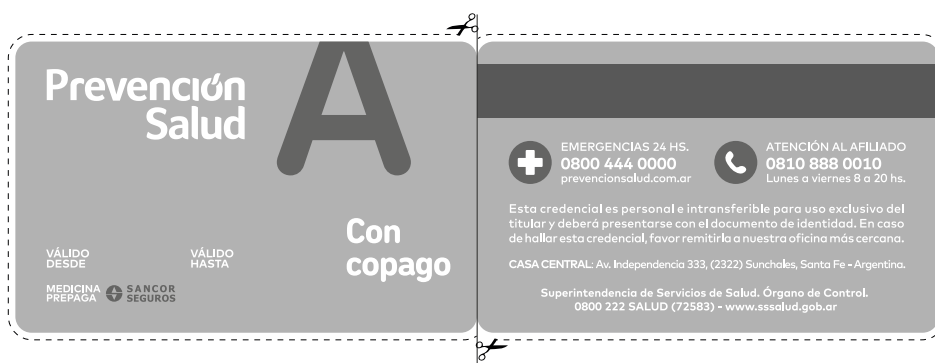 Prevención
Salud
A
Con
copago
VÁLIDO
DESDE
VÁLIDO
HASTA
MEDICINA
PREPAGA
SANCOR
SEGUROS
EMERGENCIAS 24 HS.
0800 444 0000
prevencionsalud.com.ar
ATENCIÓN AL AFILIADO
0810 888 0010
Lunes a viernes 8 a 20 hs.
Esta credencial es personal e intransferible para uso exclusivo del
titular y deberá presentarse con el documento de identidad. En caso
de hallar esta credencial, favor remitirla a nuestra oficina más cercana.
CASA CENTRAL: Av. Independencia 333, (2322) Sunchales, Santa Fe - Argentina.
Superintendencia de Servicios de Salud. Órgano de Control.
0800 222 SALUD (72583) - www.sssalud.gob.ar